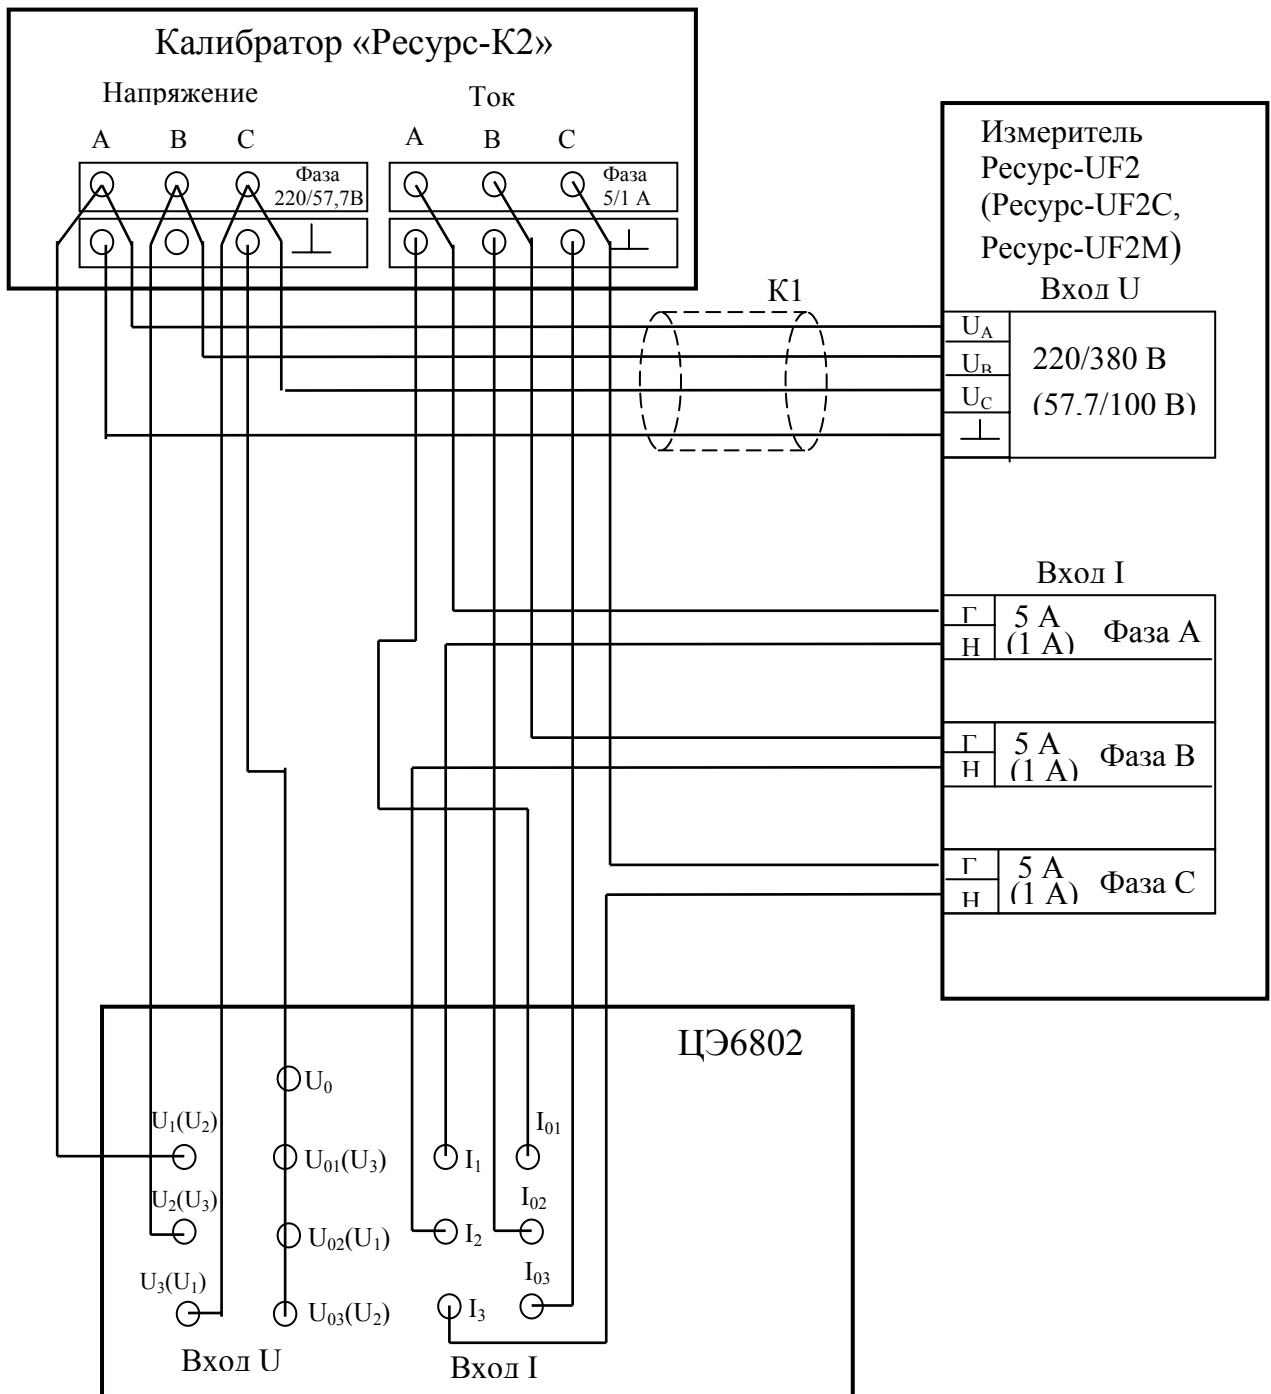 Калибратор «Ресурс-К2»
Напряжение
Ток
А В С
А В С
Фаза
220/57,7В
Фаза
5/1 А
Измеритель
Ресурс-UF2
(Ресурс-UF2C,
Ресурс-UF2M)
Вход U
К1
U_A
U_B
U_C
220/380 В
(57.7/100 В)
Вход I
Г
Н
5 А
(1 А)
Фаза А
Г
Н
5 А
(1 А)
Фаза В
Г
Н
5 А
(1 А)
Фаза С
ЦЭ6802
U₀
U₁(U₂)
I₀₁
U₀₁(U₃)
I₁
U₂(U₃)
I₀₂
U₀₂(U₁)
I₂
U₃(U₁)
I₀₃
U₀₃(U₂)
I₃
Вход U
Вход I